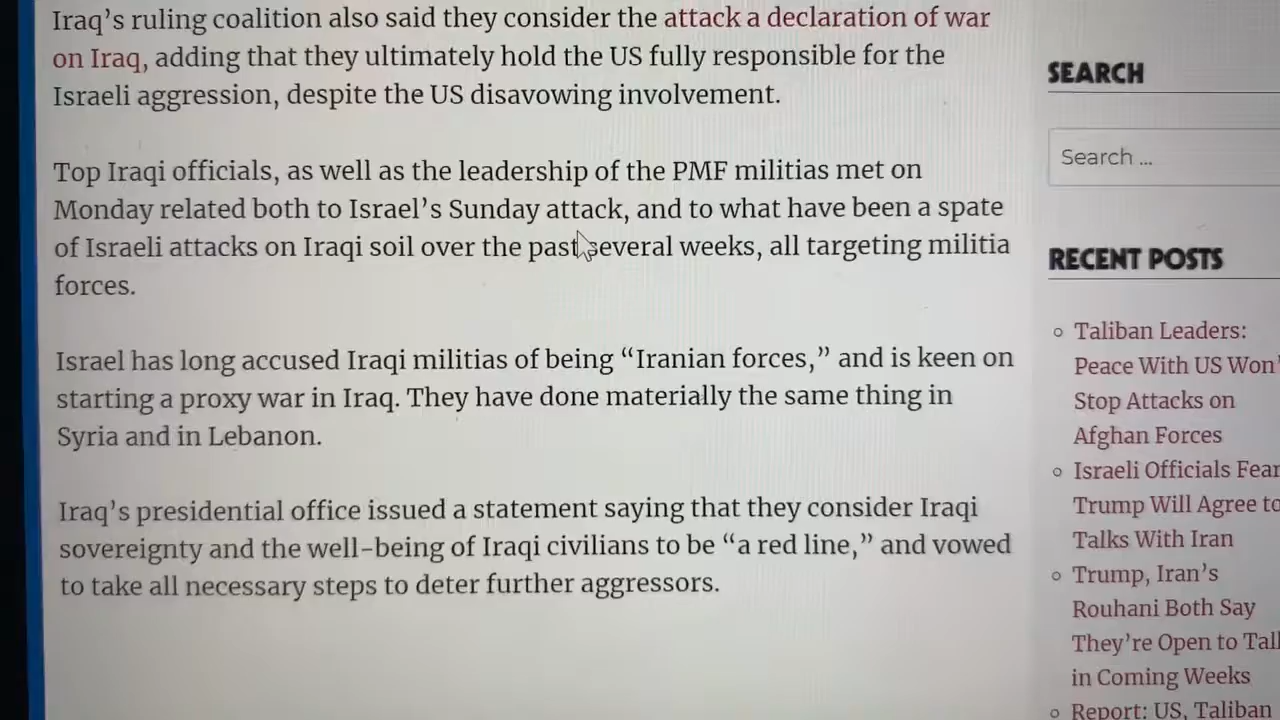 Iraq's ruling coalition also said they consider the attack a declaration of war
on Iraq, adding that they ultimately hold the US fully responsible for the
Israeli aggression, despite the US disavowing involvement.
Top Iraqi officials, as well as the leadership of the PMF militias met on
Monday related both to Israel's Sunday attack, and to what have been a spate
of Israeli attacks on Iraqi soil over the past several weeks, all targeting militia
forces.
Israel has long accused Iraqi militias of being “Iranian forces,” and is keen on
starting a proxy war in Iraq. They have done materially the same thing in
Syria and in Lebanon.
Iraq's presidential office issued a statement saying that they consider Iraqi
sovereignty and the well-being of Iraqi civilians to be “a red line,” and vowed
to take all necessary steps to deter further aggressors.
SEARCH
Search ...
RECENT POSTS
Taliban Leaders:
Peace With US Won'
Stop Attacks on
Afghan Forces
Israeli Officials Fear
Trump Will Agree to
Talks With Iran
Trump, Iran's
Rouhani Both Say
They're Open to Tal
in Coming Weeks
Report: US, Taliban